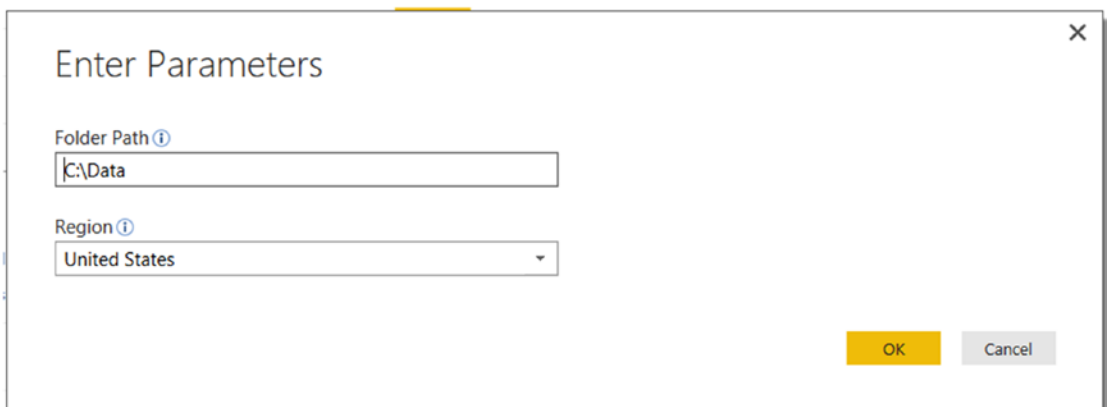 Enter Parameters
Folder Path
C:\Data
Region
United States
OK Cancel